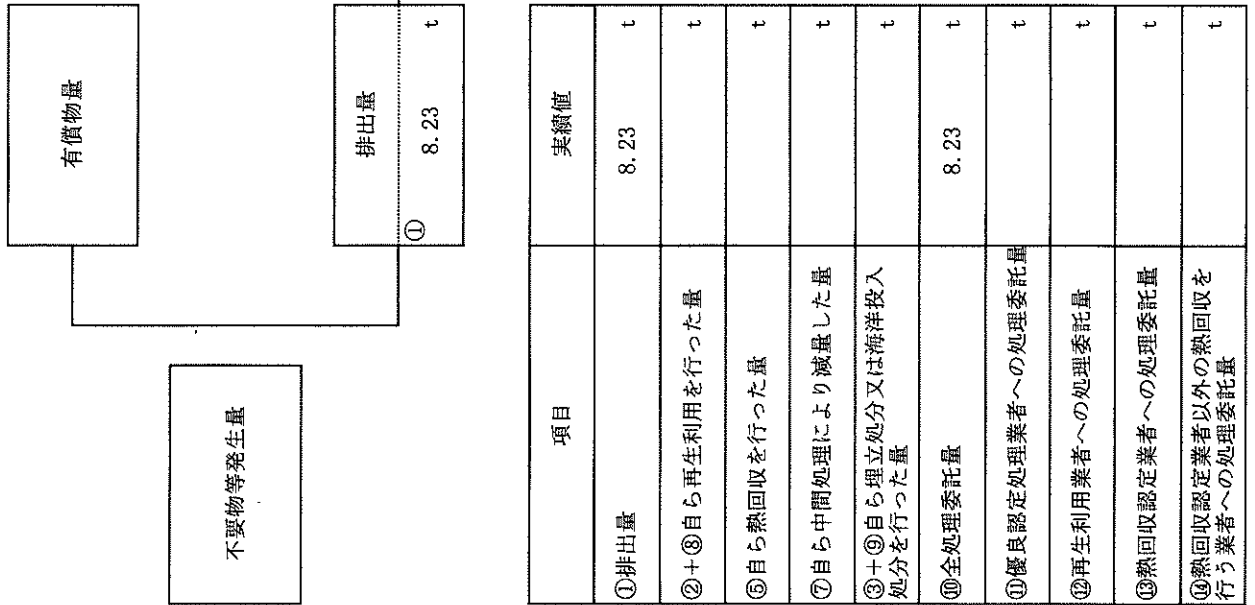 不要物等発生量
有償物量
排出量
① 8.23 t
項目 実績値
①排出量 8.23 t
②+⑧自ら再生利用を行った量 t
⑤自ら熱回収を行った量 t
⑦自ら中間処理により減量した量 t
③+⑨自ら埋立処分又は海洋投入
処分を行った量 t
⑩全処理委託量 8.23 t
⑪優良認定処理業者への処理委託量 t
⑫再生利用業者への処理委託量 t
⑬熱回収認定業者への処理委託量 t
⑭熱回収認定業者以外の熱回収を
行う業者への処理委託量 t